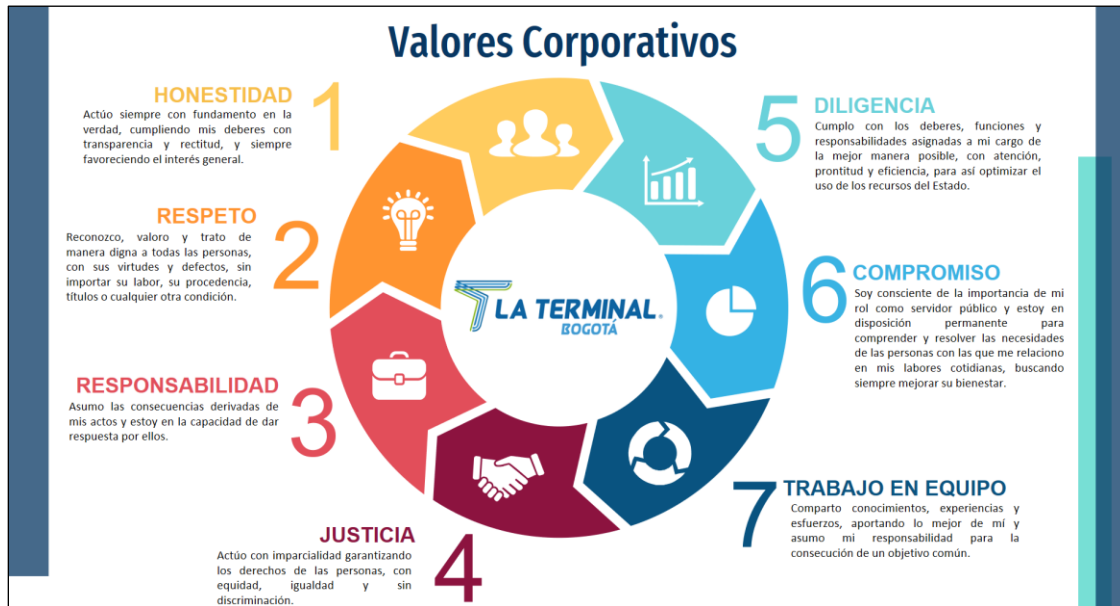 Valores Corporativos
1
HONESTIDAD
Actúo siempre con fundamento en la
verdad, cumpliendo mis deberes con
transparencia y rectitud, y siempre
favoreciendo el interés general.
2
RESPETO
Reconozco, valoro y trato de
manera digna a todas las personas,
con sus virtudes y defectos, sin
importar su labor, su procedencia,
títulos o cualquier otra condición.
3
RESPONSABILIDAD
Asumo las consecuencias derivadas de
mis actos y estoy en la capacidad de dar
respuesta por ellos.
4
JUSTICIA
Actúo con imparcialidad garantizando
los derechos de las personas, con
equidad, igualdad y sin
discriminación.
5
DILIGENCIA
Cumplo con los deberes, funciones y
responsabilidades asignadas a mi cargo de
la mejor manera posible, con atención,
prontitud y eficiencia, para así optimizar el
uso de los recursos del Estado.
6
COMPROMISO
Soy consciente de la importancia de mi
rol como servidor público y estoy en
disposición permanente para
comprender y resolver las necesidades
de las personas con las que me relaciono
en mis labores cotidianas, buscando
siempre mejorar su bienestar.
7
TRABAJO EN EQUIPO
Comparto conocimientos, experiencias y
esfuerzos, aportando lo mejor de mí y
asumo mi responsabilidad para la
consecución de un objetivo común.
LA TERMINAL®
BOGOTÁ